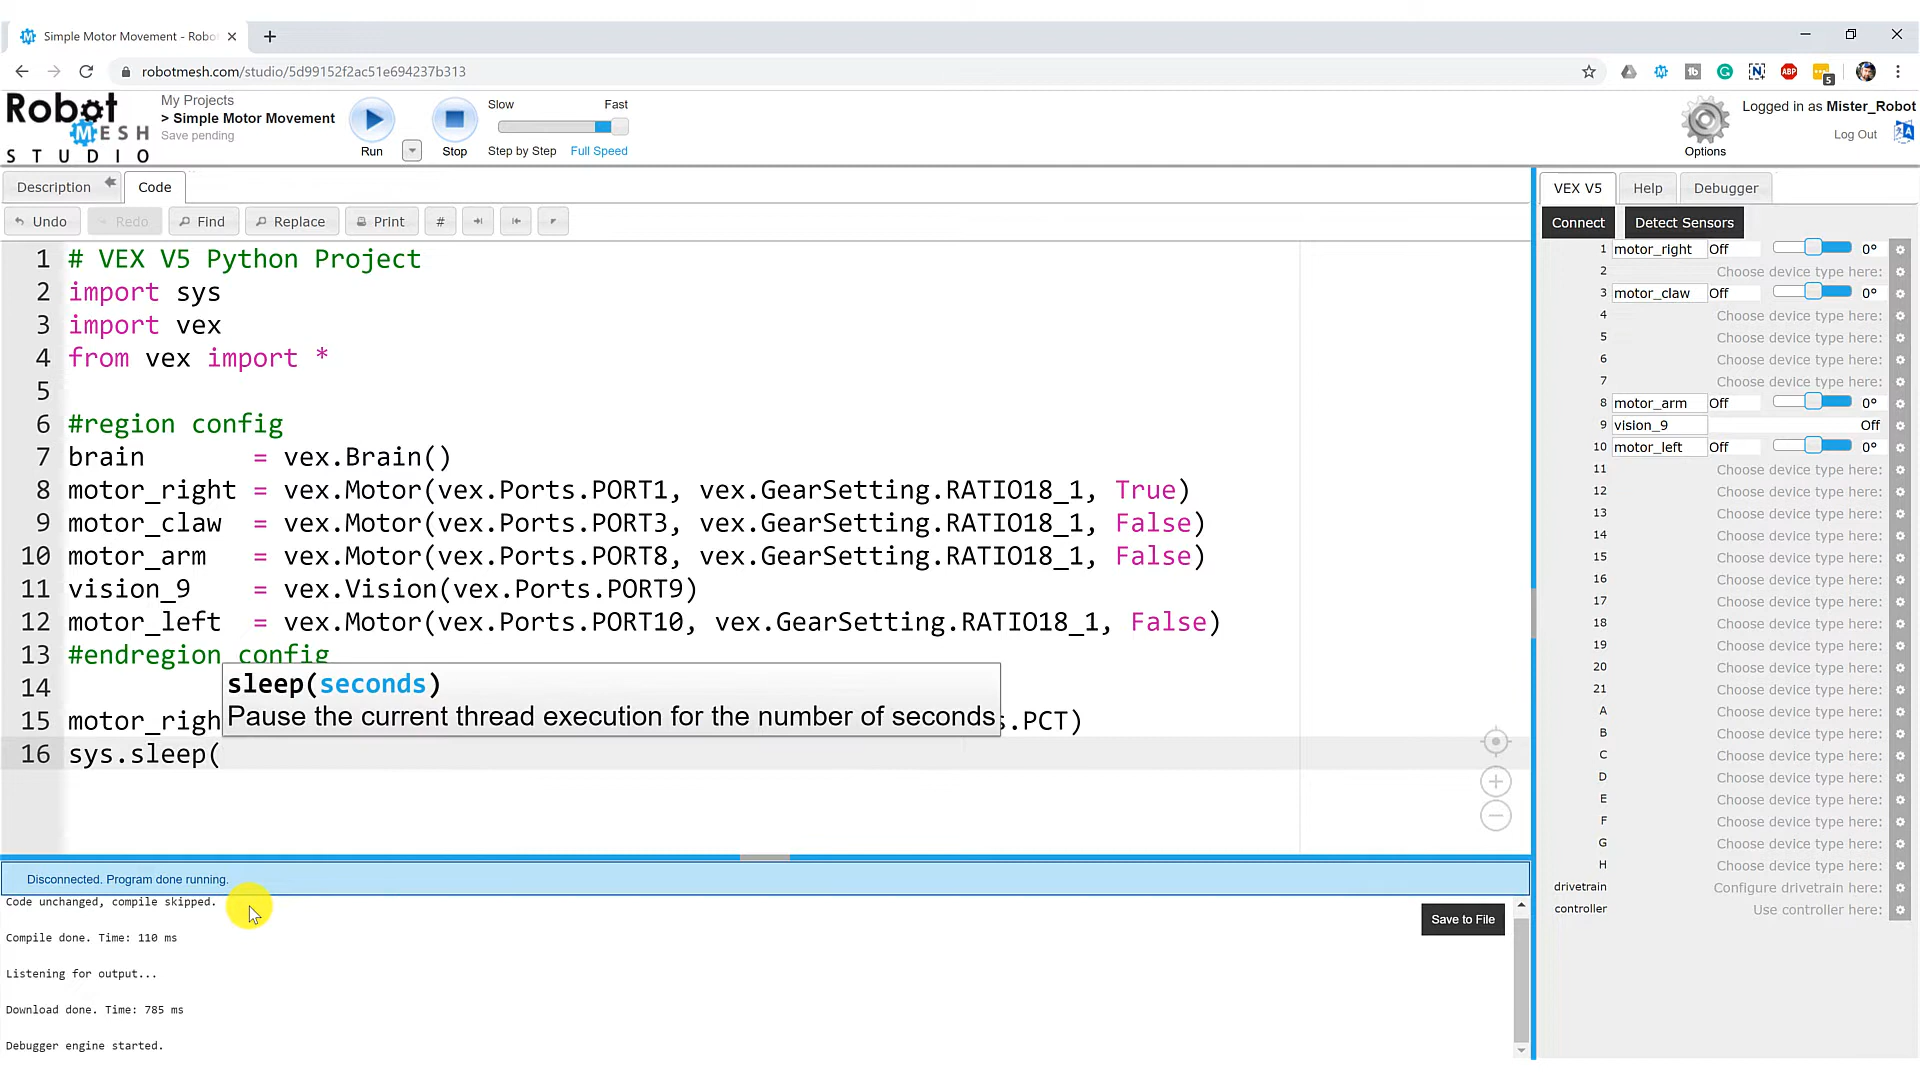 Simple Motor Movement - Robo
robotmesh.com/studio/5d99152f2ac51e694237b313
5
Robot
MESH
STUDIO
My Projects
> Simple Motor Movement
Save pending
Run
Stop
Slow Fast
Step by Step Full Speed
Options
Logged in as Mister_Robot
Log Out
Description
Code
Undo
Redo
Find
Replace
Print
#
1 # VEX V5 Python Project
2 import sys
3 import vex
4 from vex import *
5
6 #region config
7 brain = vex.Brain()
8 motor_right = vex.Motor(vex.Ports.PORT1, vex.GearSetting.RATIO18_1, True)
9 motor_claw = vex.Motor(vex.Ports.PORT3, vex.GearSetting.RATIO18_1, False)
10 motor_arm = vex.Motor(vex.Ports.PORT8, vex.GearSetting.RATIO18_1, False)
11 vision_9 = vex.Vision(vex.Ports.PORT9)
12 motor_left = vex.Motor(vex.Ports.PORT10, vex.GearSetting.RATIO18_1, False)
13 #endregion config
14
sleep(seconds)
Pause the current thread execution for the number of seconds
15 motor_righ .PCT)
16 sys.sleep(
Disconnected. Program done running.
Code unchanged, compile skipped.
Compile done. Time: 110 ms
Listening for output...
Download done. Time: 785 ms
Debugger engine started.
Save to File
VEX V5
Help
Debugger
Connect
Detect Sensors
1 motor_right Off 0°
2 Choose device type here:
3 motor_claw Off 0°
4 Choose device type here:
5 Choose device type here:
6 Choose device type here:
7 Choose device type here:
8 motor_arm Off 0°
9 vision_9 Off
10 motor_left Off 0°
11 Choose device type here:
12 Choose device type here:
13 Choose device type here:
14 Choose device type here:
15 Choose device type here:
16 Choose device type here:
17 Choose device type here:
18 Choose device type here:
19 Choose device type here:
20 Choose device type here:
21 Choose device type here:
A Choose device type here:
B Choose device type here:
C Choose device type here:
D Choose device type here:
E Choose device type here:
F Choose device type here:
G Choose device type here:
H Choose device type here:
drivetrain Configure drivetrain here:
controller Use controller here: